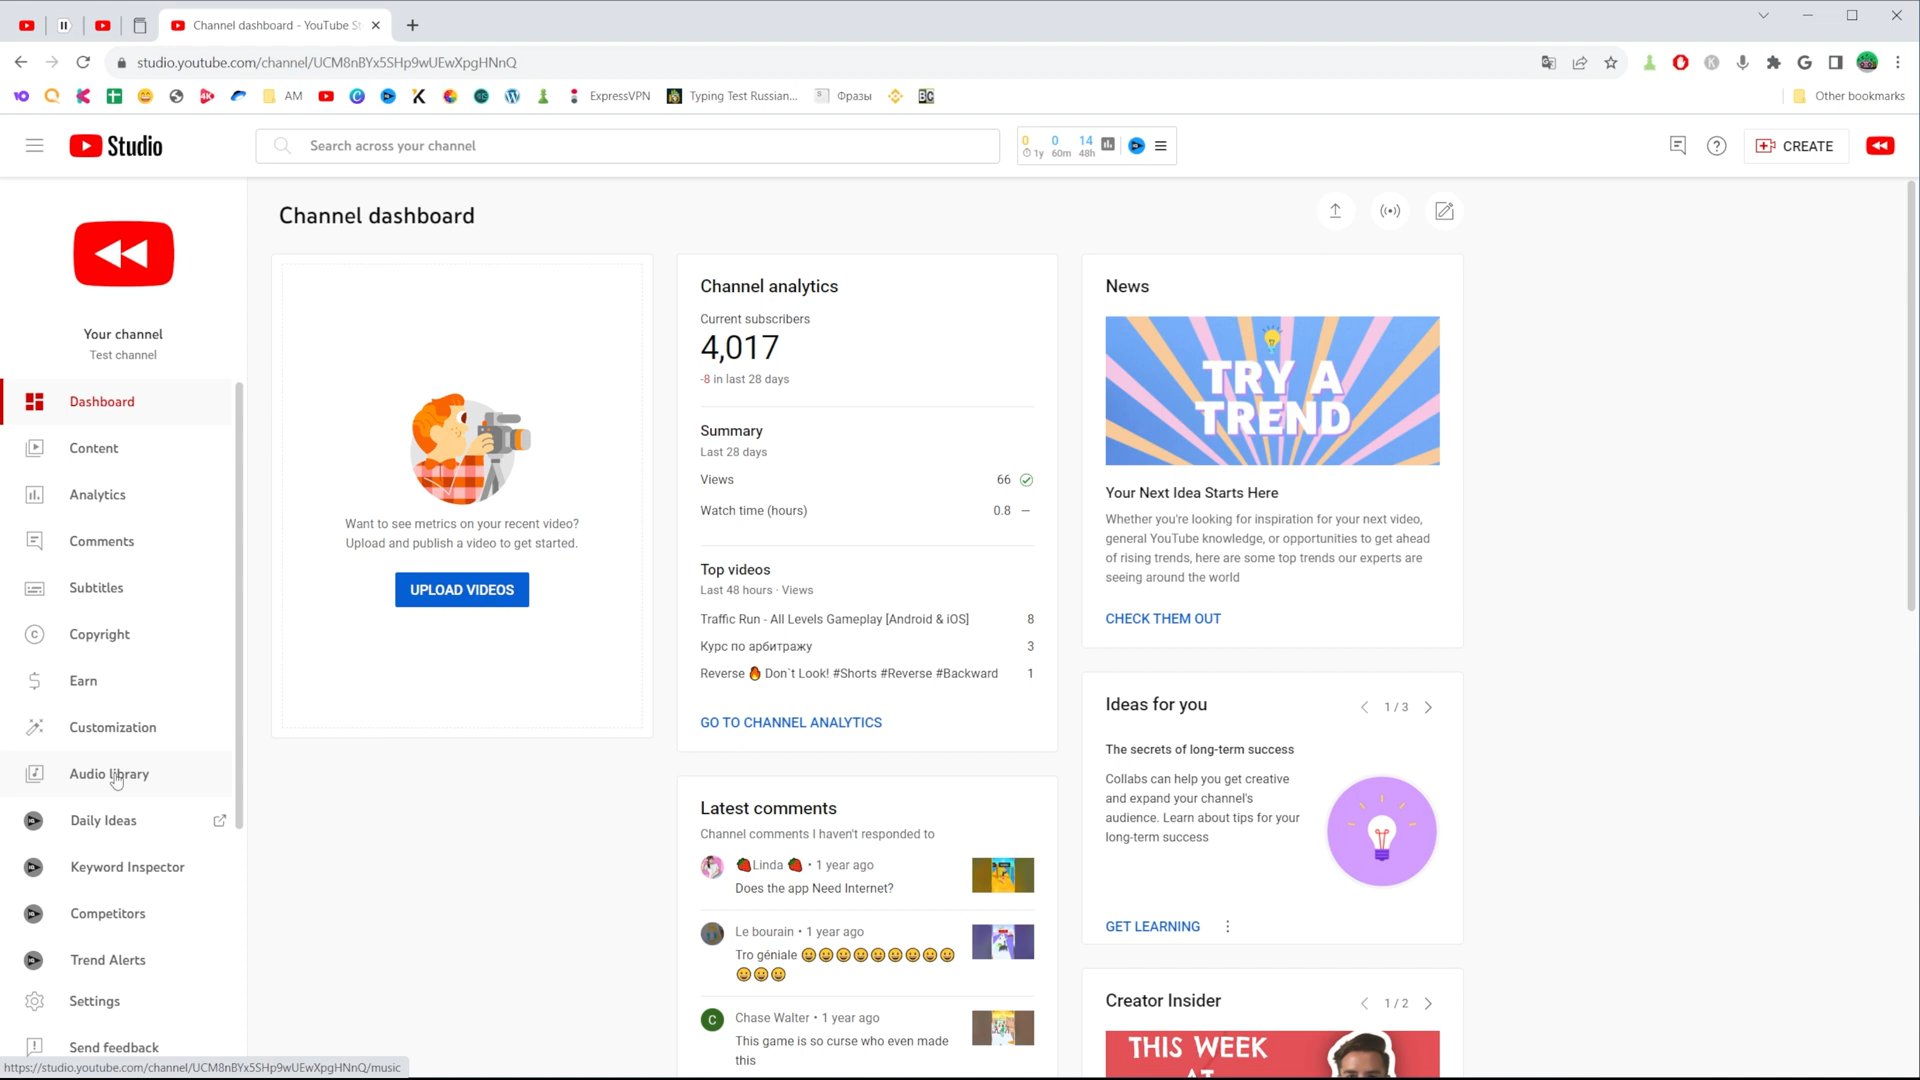 Channel dashboard - YouTube St
studio.youtube.com/channel/UCM8nBYx5SHp9wUEwXpgHNnQ
AM
ExpressVPN
Typing Test Russian...
Фразы
Other bookmarks
Studio
Search across your channel
0 0 14
1y 60m 48h
CREATE
Your channel
Test channel
Dashboard
Content
Analytics
Comments
Subtitles
Copyright
Earn
Customization
Audio library
Daily Ideas
Keyword Inspector
Competitors
Trend Alerts
Settings
Send feedback
https://studio.youtube.com/channel/UCM8nBYx5SHp9wUEwXpgHNnQ/music
Channel dashboard
Want to see metrics on your recent video?
Upload and publish a video to get started.
UPLOAD VIDEOS
Channel analytics
Current subscribers
4,017
-8 in last 28 days
Summary
Last 28 days
Views 66
Watch time (hours) 0.8 —
Top videos
Last 48 hours · Views
Traffic Run - All Levels Gameplay [Android & iOS] 8
Курс по арбитражу 3
Reverse 🔥 Don´t Look! #Shorts #Reverse #Backward 1
GO TO CHANNEL ANALYTICS
Latest comments
Channel comments I haven't responded to
🍓Linda 🍓 • 1 year ago
Does the app Need Internet?
Le bourain • 1 year ago
Tro géniale 😀😀😀😀😀😀😀😀😀
😀😀😀
C
Chase Walter • 1 year ago
This game is so curse who even made
this
News
TRY A
TREND
Your Next Idea Starts Here
Whether you're looking for inspiration for your next video,
general YouTube knowledge, or opportunities to get ahead
of rising trends, here are some top trends our experts are
seeing around the world
CHECK THEM OUT
Ideas for you
1 / 3
The secrets of long-term success
Collabs can help you get creative
and expand your channel's
audience. Learn about tips for your
long-term success
GET LEARNING
Creator Insider
1 / 2
THIS WEEK
AT